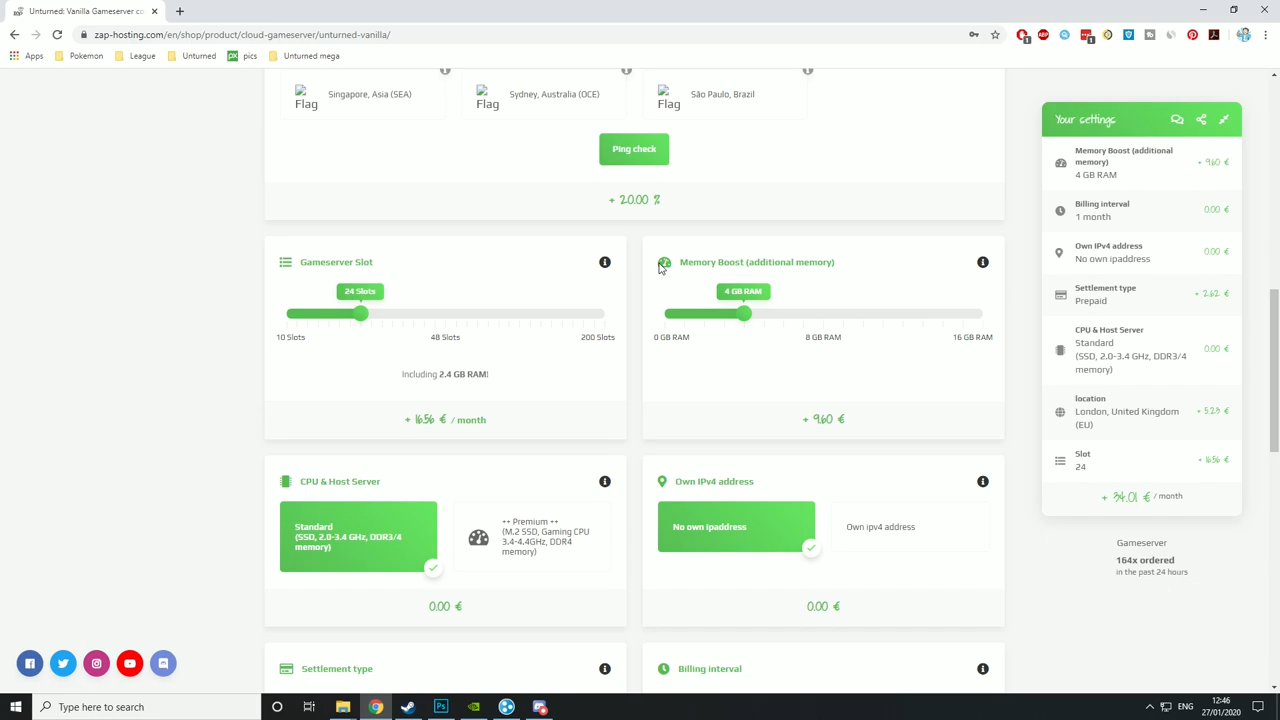 Unturned: Vanilla Gameserver co
zap-hosting.com/en/shop/product/cloud-gameserver/unturned-vanilla/
Apps
Pokemon
League
Unturned
pics
Unturned mega
Flag
Singapore, Asia (SEA)
Flag
Sydney, Australia (OCE)
Flag
São Paulo, Brazil
Ping check
+ 20.00 %
Gameserver Slot
24 Slots
10 Slots
48 Slots
200 Slots
Including 2.4 GB RAM!
+ 16.56 € / month
Memory Boost (additional memory)
4 GB RAM
0 GB RAM
8 GB RAM
16 GB RAM
+ 9.60 €
CPU & Host Server
Standard
(SSD, 2.0-3.4 GHz, DDR3/4
memory)
++ Premium ++
(M.2 SSD, Gaming CPU
3.4-4.4GHz, DDR4
memory)
0.00 €
Own IPv4 address
No own ipaddress
Own ipv4 address
0.00 €
Settlement type
Billing interval
Your settings
Memory Boost (additional
memory)
4 GB RAM
+ 9.60 €
Billing interval
1 month
0.00 €
Own IPv4 address
No own ipaddress
0.00 €
Settlement type
Prepaid
+ 2.62 €
CPU & Host Server
Standard
(SSD, 2.0-3.4 GHz, DDR3/4
memory)
0.00 €
location
London, United Kingdom
(EU)
+ 5.23 €
Slot
24
+ 16.56 €
+ 34.01 € / month
Gameserver
164x ordered
in the past 24 hours
Type here to search
ENG
12:46
27/01/2020